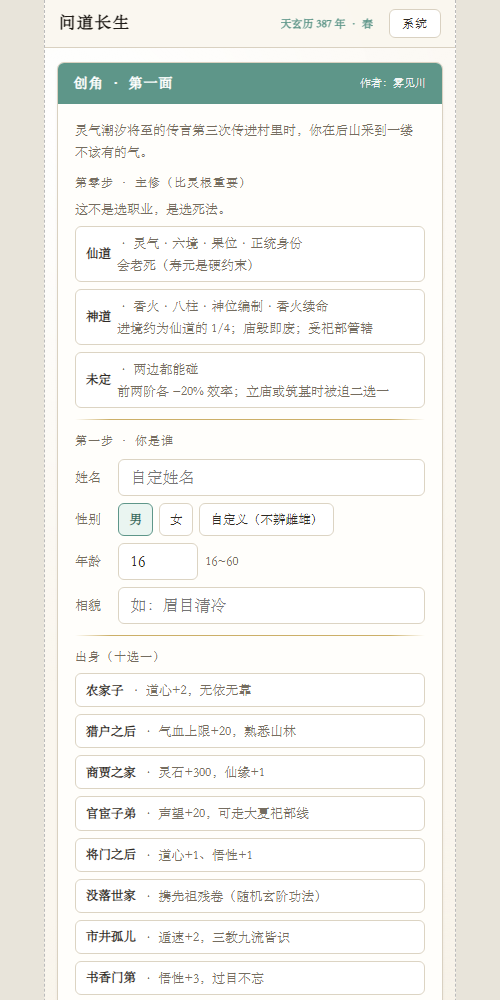 问道长生
天玄历 387 年 · 春
系统
创角 · 第一面
作者: 雾见川
灵气潮汐将至的传言第三次传进村里时，你在后山采到一缕
不该有的气。
第零步 · 主修（比灵根重要）
这不是选职业，是选死法。
仙道 · 灵气 · 六境 · 果位 · 正统身份
会老死（寿元是硬约束）
神道 · 香火 · 八柱 · 神位编制 · 香火续命
进境约为仙道的 1/4；庙毁即废；受祀部管辖
未定 · 两边都能碰
前两阶各 −20% 效率；立庙或筑基时被迫二选一
第一步 · 你是谁
姓名 自定姓名
性别 男 女 自定义（不辨雌雄）
年龄 16 16~60
相貌 如：眉目清冷
出身（十选一）
农家子 · 道心+2，无依无靠
猎户之后 · 气血上限+20，熟悉山林
商贾之家 · 灵石+300，仙缘+1
官宦子弟 · 声望+20，可走大夏祀部线
将门之后 · 道心+1、悟性+1
没落世家 · 携先祖残卷（随机玄阶功法）
市井孤儿 · 遁速+2，三教九流皆识
书香门第 · 悟性+3，过目不忘